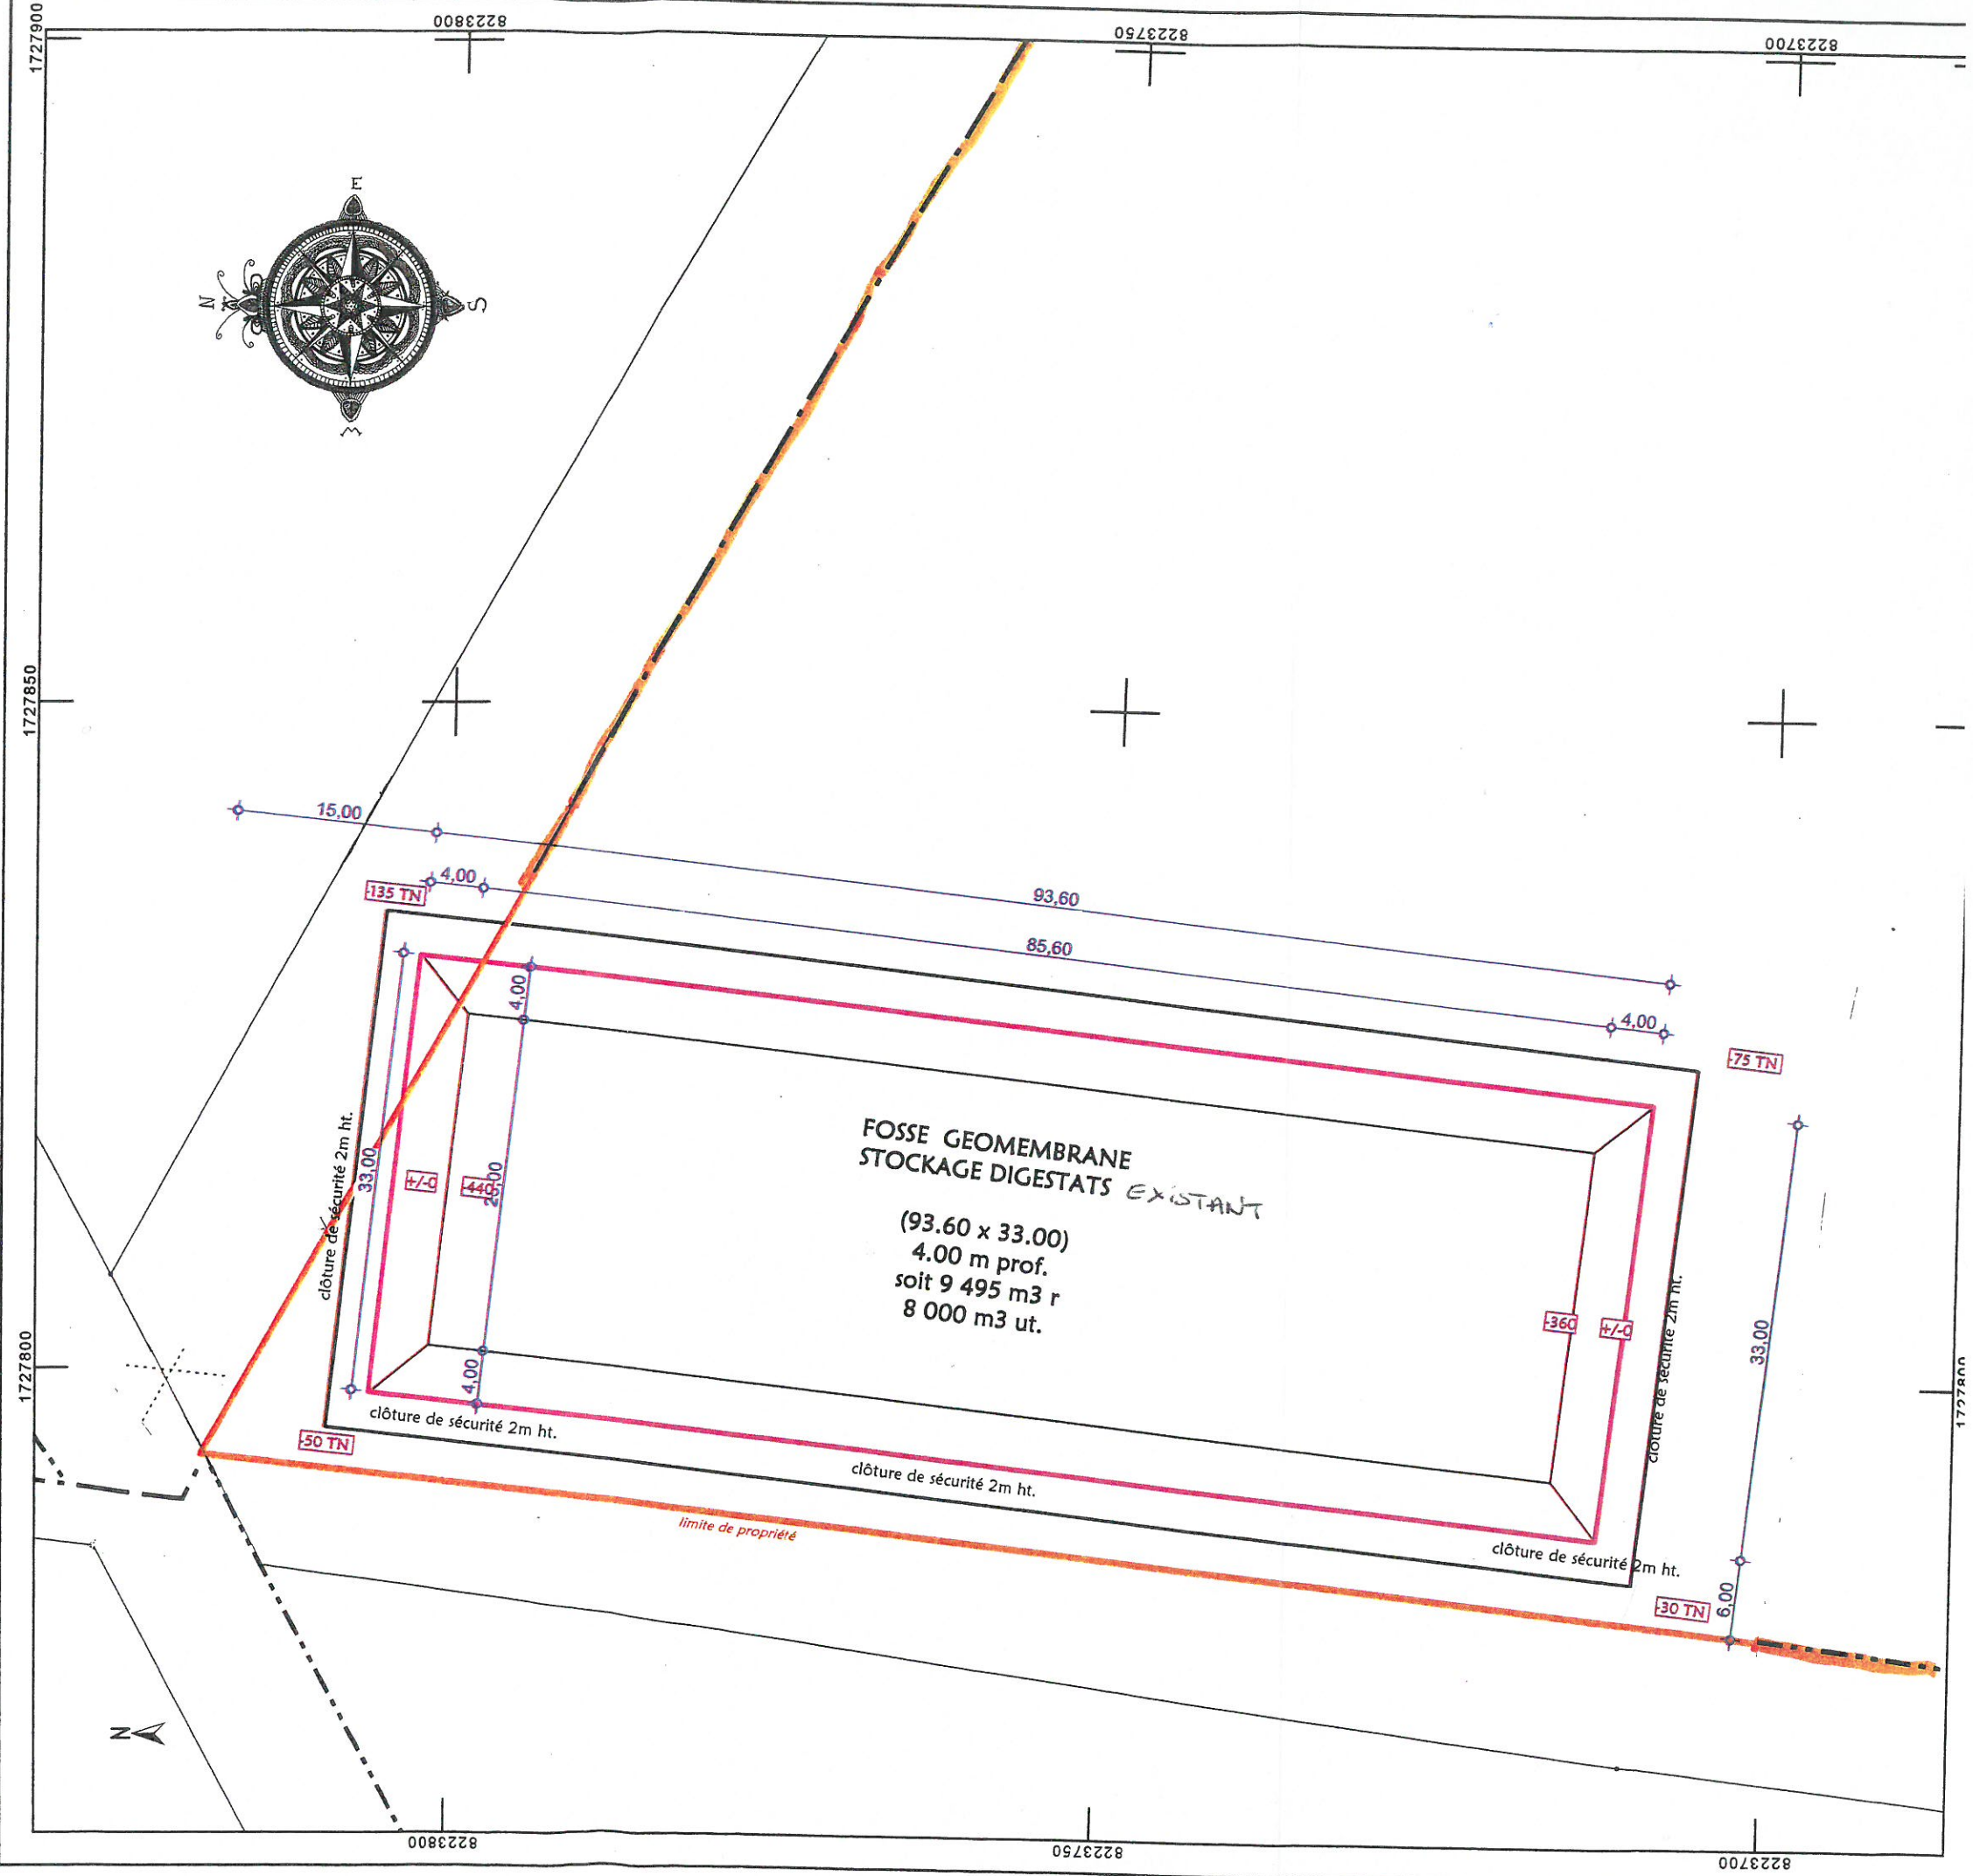 8223800
8223750
8223700
1727900
E
N
S
W
1727850
15,00
4,00
93,60
-135 TN
85,60
4,00
4,00
-75 TN
FOSSE GEOMEMBRANE
STOCKAGE DIGESTATS EXISTANT
(93.60 x 33.00)
4.00 m prof.
soit 9 495 m3 r
8 000 m3 ut.
clôture de sécurité 2m ht.
33,00
+/-0
-440
-360
+/-0
clôture de sécurité 2m ht.
33,00
1727800
1727800
4,00
clôture de sécurité 2m ht.
-50 TN
clôture de sécurité 2m ht.
limite de propriété
clôture de sécurité 2m ht.
-30 TN
6,00
N
8223800
8223750
8223700